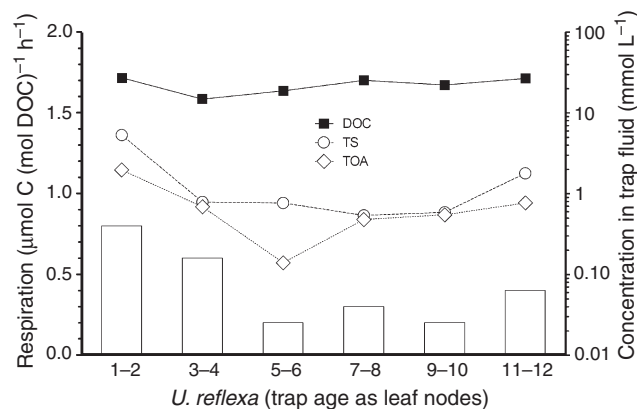 2.0
1.5
1.0
0.5
0.0
Respiration (μmol C (mol DOC)⁻¹ h⁻¹)
DOC
TS
TOA
100
10
1
0.10
0.01
Concentration in trap fluid (mmol L⁻¹)
1–2 3–4 5–6 7–8 9–10 11–12
U. reflexa (trap age as leaf nodes)